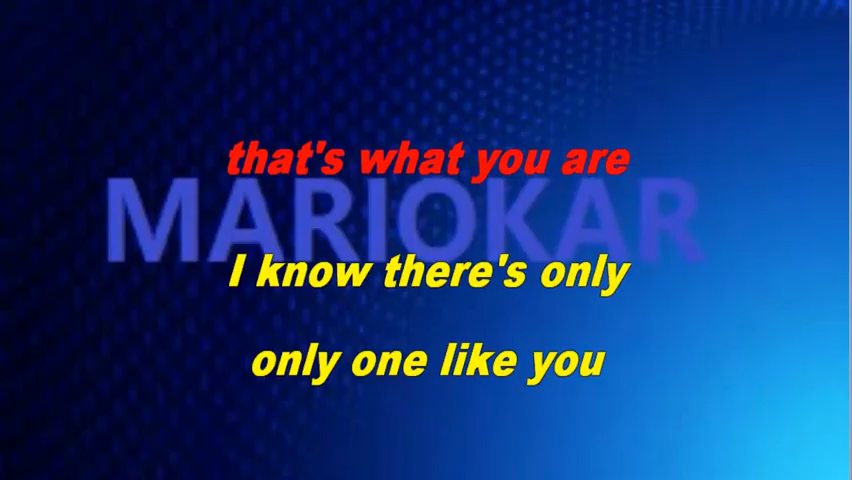 that's what you are
MARIOKAR
I know there's only
only one like you